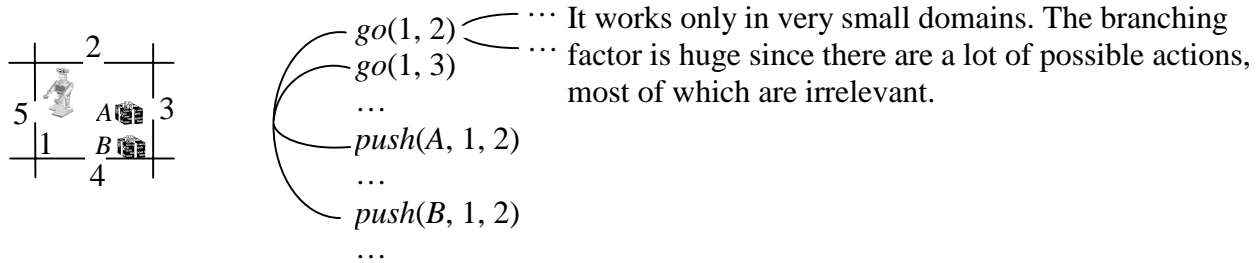 2
5 A 3
1 B
4
go(1, 2)
go(1, 3)
…
push(A, 1, 2)
…
push(B, 1, 2)
…
… It works only in very small domains. The branching
… factor is huge since there are a lot of possible actions,
most of which are irrelevant.